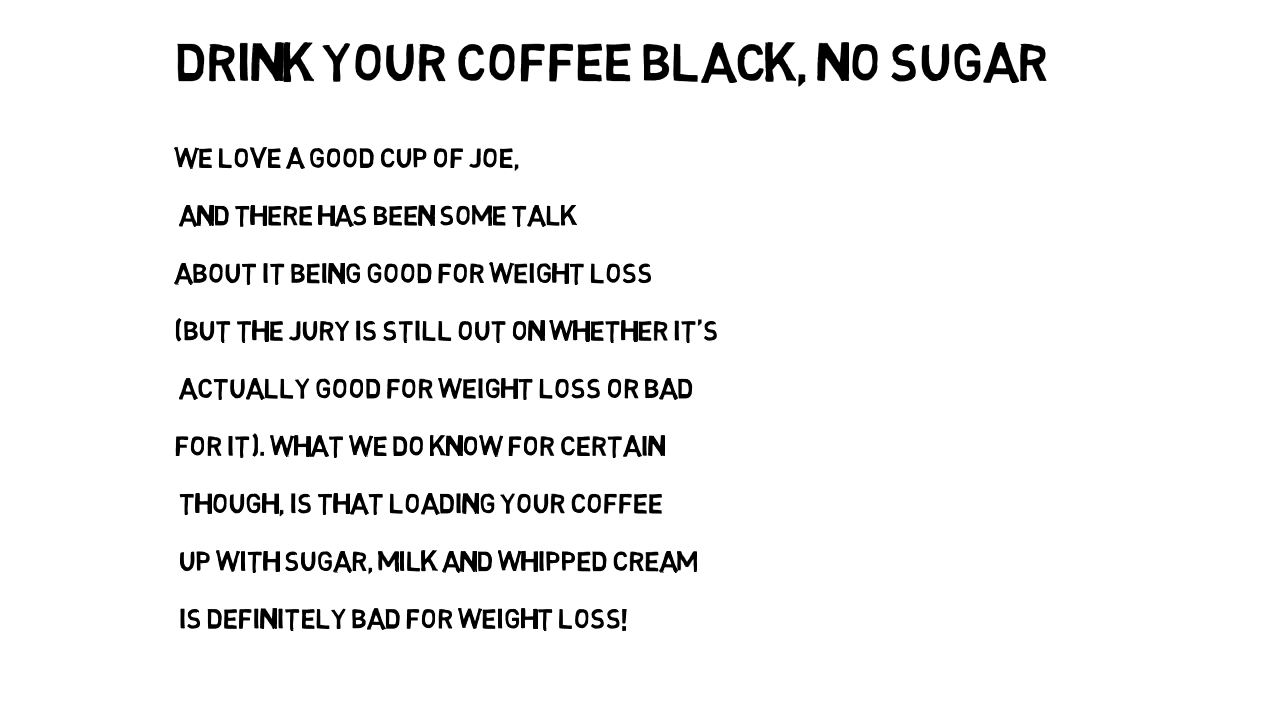 DRINK YOUR COFFEE BLACK, NO SUGAR
WE LOVE A GOOD CUP OF JOE,
AND THERE HAS BEEN SOME TALK
ABOUT IT BEING GOOD FOR WEIGHT LOSS
(BUT THE JURY IS STILL OUT ON WHETHER IT'S
ACTUALLY GOOD FOR WEIGHT LOSS OR BAD
FOR IT). WHAT WE DO KNOW FOR CERTAIN
THOUGH, IS THAT LOADING YOUR COFFEE
UP WITH SUGAR, MILK AND WHIPPED CREAM
IS DEFINITELY BAD FOR WEIGHT LOSS!